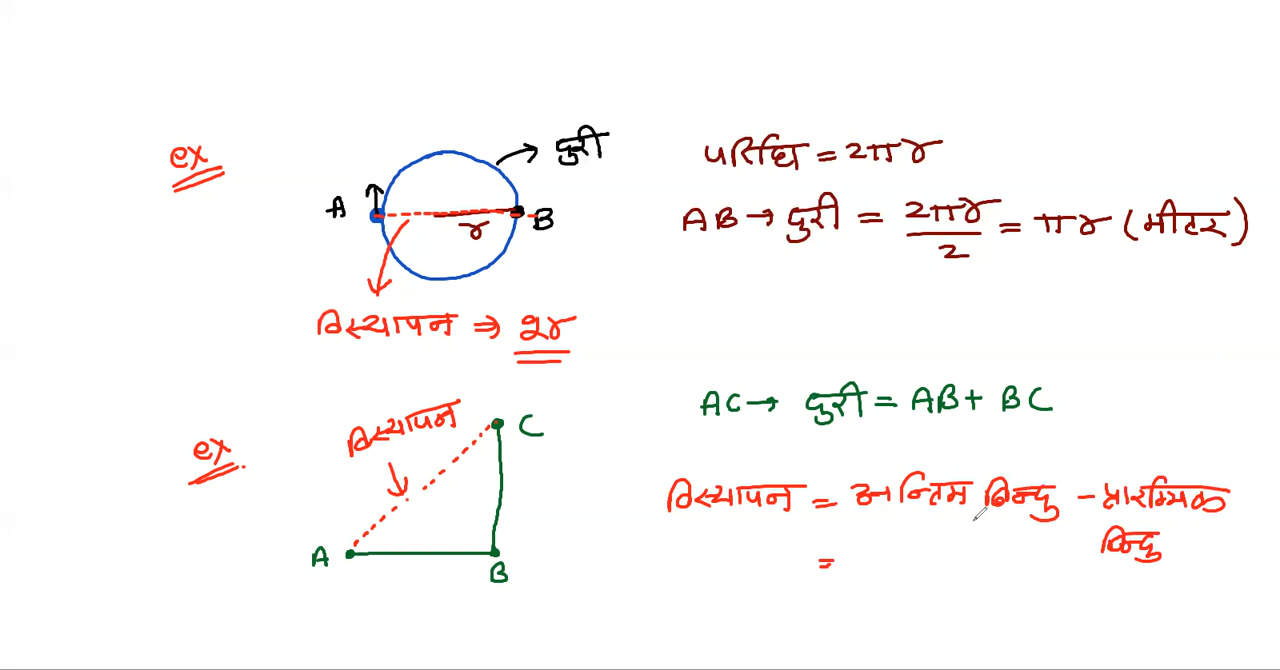 ex
A
B
r
दुरी
विस्थापन ⇒ 2r
परिधि = 2πr
AB → दुरी = 2πr/2 = πr (मीटर)
ex
विस्थापन
A
B
C
AC → दुरी = AB + BC
विस्थापन = अन्तिम बिन्दु - प्रारम्भिक
बिन्दु
=